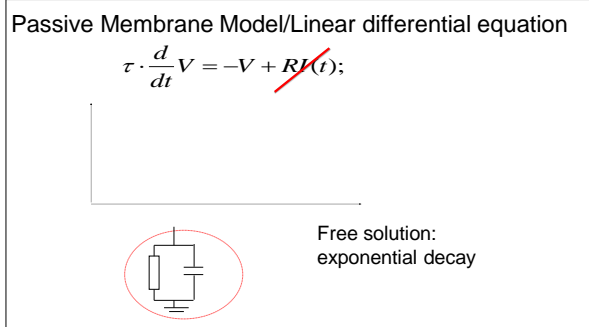 Passive Membrane Model/Linear differential equation
τ · d/dt V = −V + RI(t);
Free solution:
exponential decay